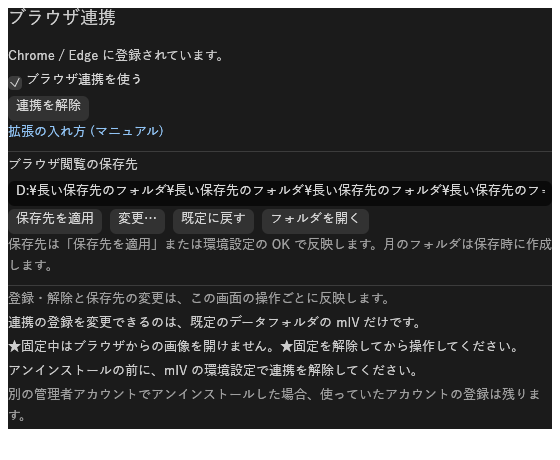 ブラウザ連携
Chrome / Edge に登録されています。
ブラウザ連携を使う
連携を解除
拡張の入れ方 (マニュアル)
ブラウザ閲覧の保存先
D:¥長い保存先のフォルダ¥長い保存先のフォルダ¥長い保存先のフォルダ¥長い保存先のフ
保存先を適用 変更… 既定に戻す フォルダを開く
保存先は「保存先を適用」または環境設定の OK で反映します。月のフォルダは保存時に作成
します。
登録・解除と保存先の変更は、この画面の操作ごとに反映します。
連携の登録を変更できるのは、既定のデータフォルダの mIV だけです。
★固定中はブラウザからの画像を開けません。★固定を解除してから操作してください。
アンインストールの前に、mIV の環境設定で連携を解除してください。
別の管理者アカウントでアンインストールした場合、使っていたアカウントの登録は残りま
す。